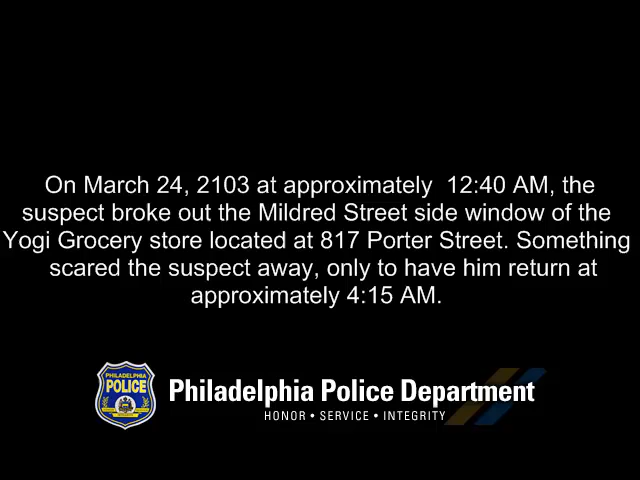 On March 24, 2103 at approximately  12:40 AM, the
suspect broke out the Mildred Street side window of the
Yogi Grocery store located at 817 Porter Street. Something
scared the suspect away, only to have him return at
approximately 4:15 AM.
PHILADELPHIA
POLICE
Philadelphia Police Department
HONOR • SERVICE • INTEGRITY